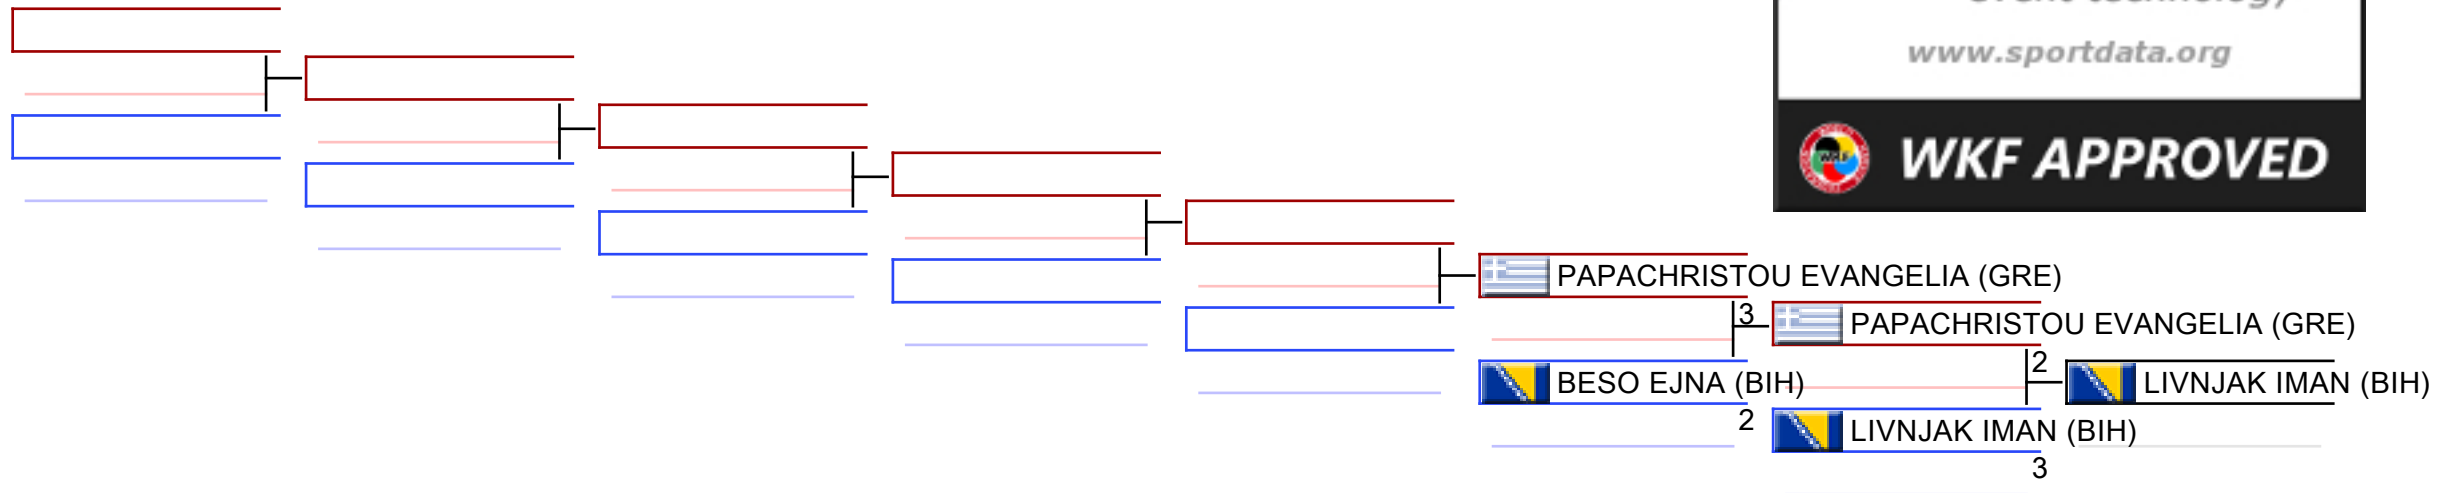 www.sportdata.org
WKF APPROVED
PAPACHRISTOU EVANGELIA (GRE)
3
PAPACHRISTOU EVANGELIA (GRE)
2
BESO EJNA (BIH)
LIVNJAK IMAN (BIH)
2
LIVNJAK IMAN (BIH)
3